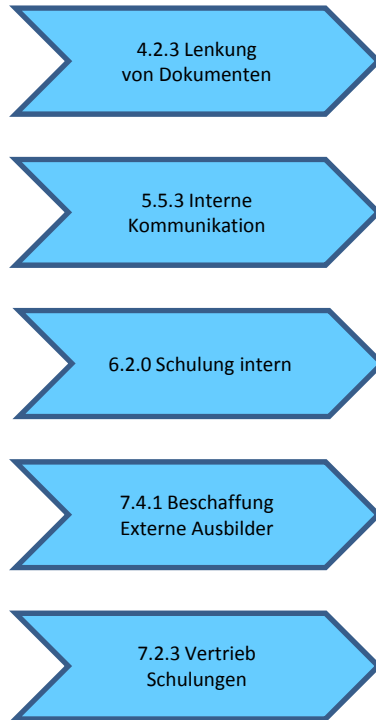 4.2.3 Lenkung
von Dokumenten
5.5.3 Interne
Kommunikation
6.2.0 Schulung intern
7.4.1 Beschaffung
Externe Ausbilder
7.2.3 Vertrieb
Schulungen